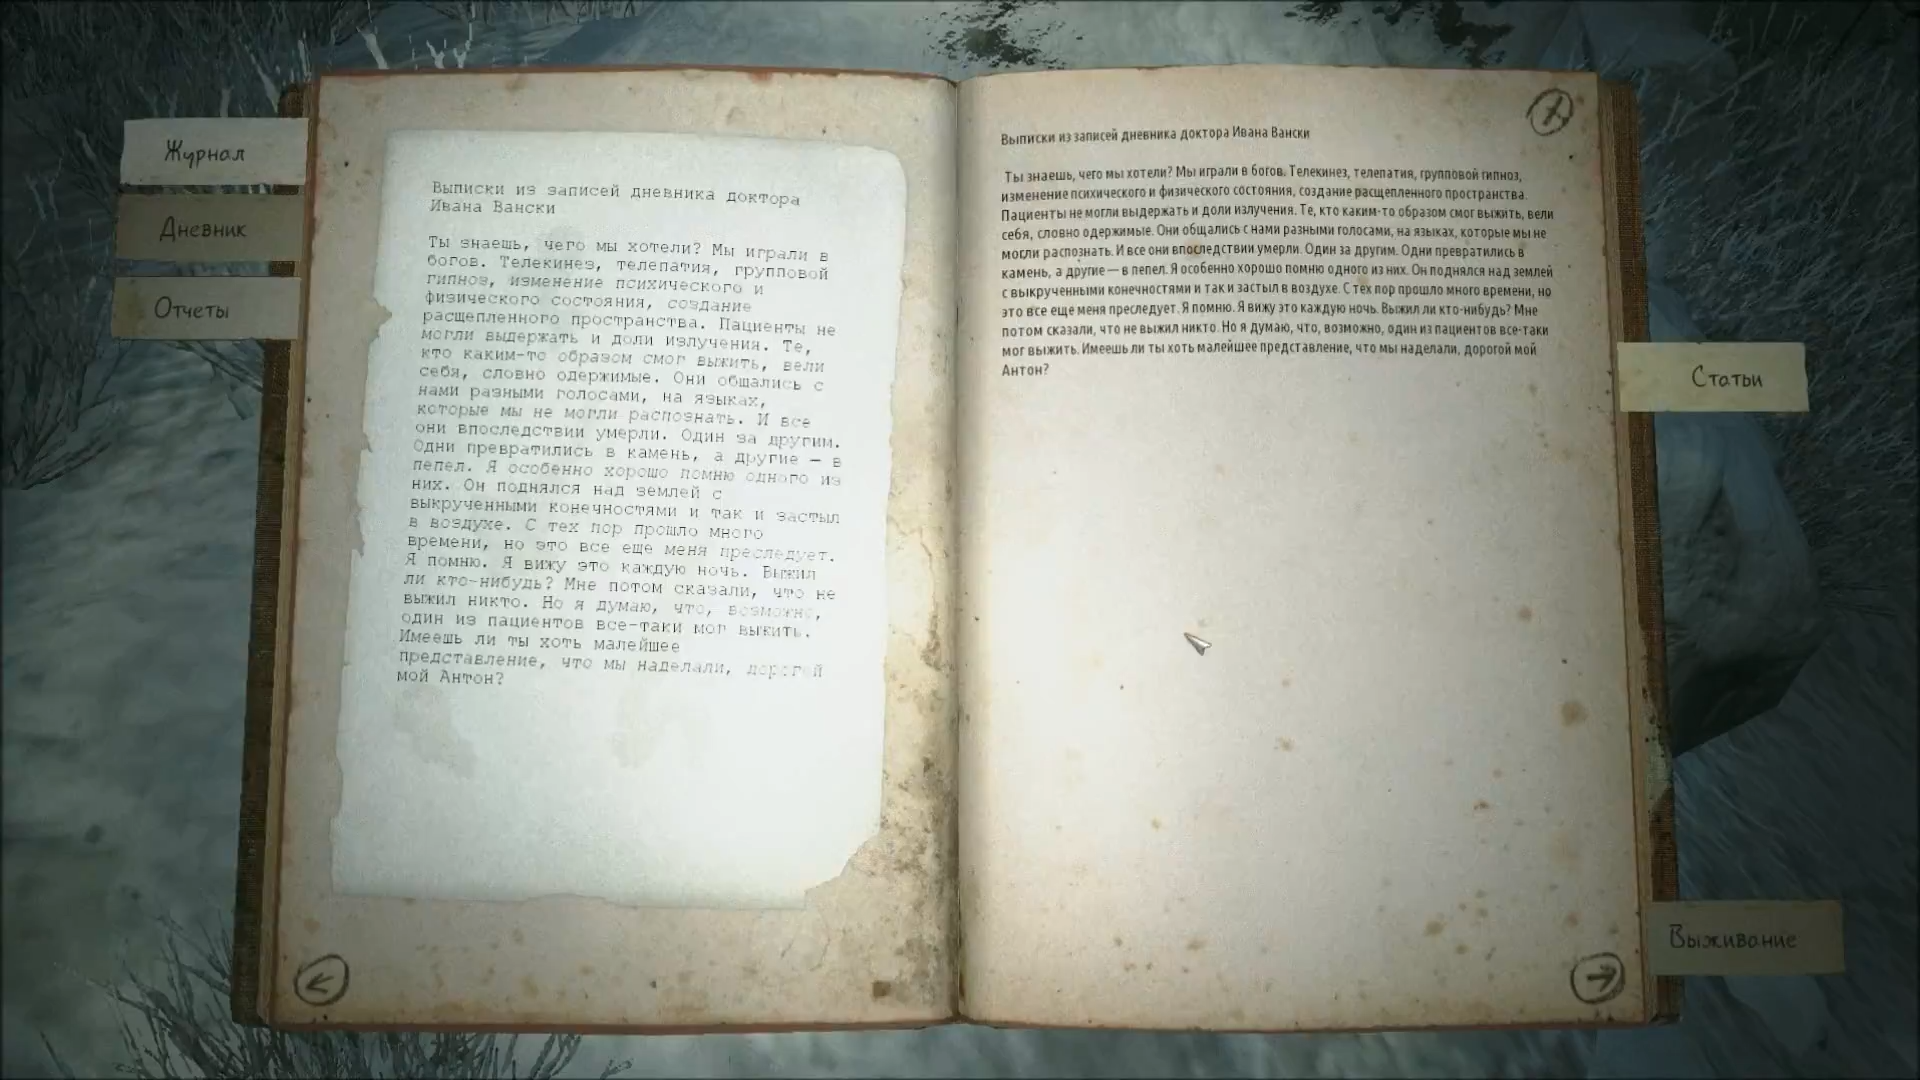 Журнал
Дневник
Отчеты
Выписки из записей дневника доктора
Ивана Вански
Ты знаешь, чего мы хотели? Мы играли в
богов. Телекинез, телепатия, групповой
гипноз, изменение психического и
физического состояния, создание
расщепленного пространства. Пациенты не
могли выдержать и доли излучения. Те,
кто каким-то образом смог выжить, вели
себя, словно одержимые. Они общались с
нами разными голосами, на языках,
которые мы не могли распознать. И все
они впоследствии умерли. Один за другим.
Одни превратились в камень, а другие — в
пепел. Я особенно хорошо помню одного из
них. Он поднялся над землей с
выкрученными конечностями и так и застыл
в воздухе. С тех пор прошло много
времени, но это все еще меня преследует.
Я помню. Я вижу это каждую ночь. Выжил
ли кто-нибудь? Мне потом сказали, что не
выжил никто. Но я думаю, что, возможно,
один из пациентов все-таки мог выжить.
Имеешь ли ты хоть малейшее
представление, что мы наделали, дорогой
мой Антон?
Выписки из записей дневника доктора Ивана Вански
Ты знаешь, чего мы хотели? Мы играли в богов. Телекинез, телепатия, групповой гипноз,
изменение психического и физического состояния, создание расщепленного пространства.
Пациенты не могли выдержать и доли излучения. Те, кто каким-то образом смог выжить, вели
себя, словно одержимые. Они общались с нами разными голосами, на языках, которые мы не
могли распознать. И все они впоследствии умерли. Один за другим. Одни превратились в
камень, а другие — в пепел. Я особенно хорошо помню одного из них. Он поднялся над землей
с выкрученными конечностями и так и застыл в воздухе. С тех пор прошло много времени, но
это все еще меня преследует. Я помню. Я вижу это каждую ночь. Выжил ли кто-нибудь? Мне
потом сказали, что не выжил никто. Но я думаю, что, возможно, один из пациентов все-таки
мог выжить. Имеешь ли ты хоть малейшее представление, что мы наделали, дорогой мой
Антон?
Статьи
Выживание